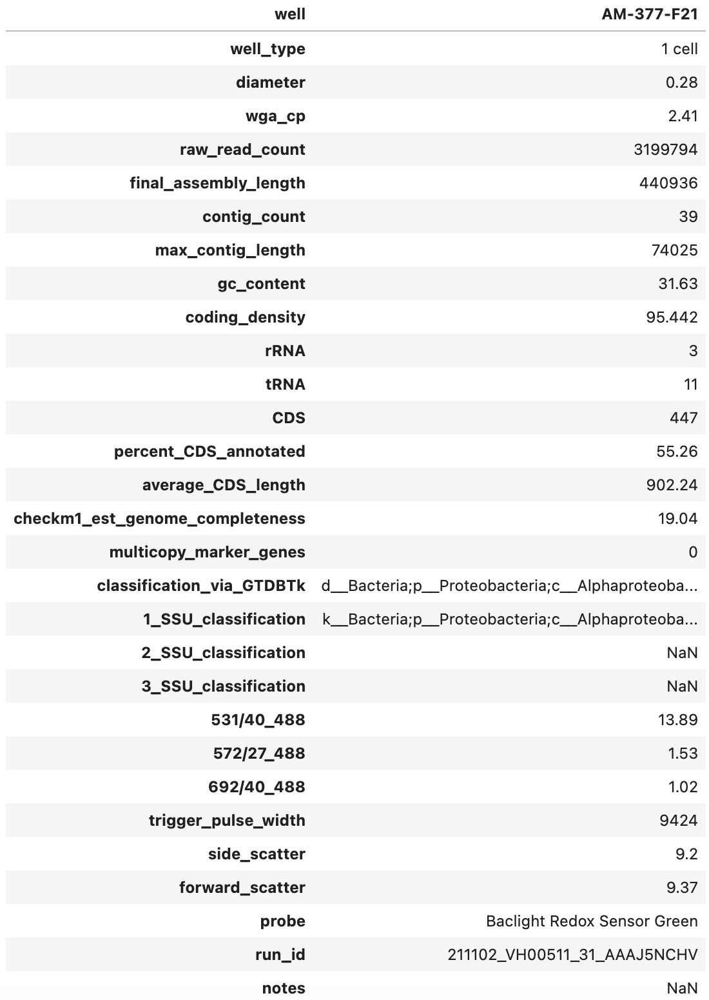 well AM-377-F21
well_type 1 cell
diameter 0.28
wga_cp 2.41
raw_read_count 3199794
final_assembly_length 440936
contig_count 39
max_contig_length 74025
gc_content 31.63
coding_density 95.442
rRNA 3
tRNA 11
CDS 447
percent_CDS_annotated 55.26
average_CDS_length 902.24
checkm1_est_genome_completeness 19.04
multicopy_marker_genes 0
classification_via_GTDBTk d__Bacteria;p__Proteobacteria;c__Alphaproteoba...
1_SSU_classification k__Bacteria;p__Proteobacteria;c__Alphaproteoba...
2_SSU_classification NaN
3_SSU_classification NaN
531/40_488 13.89
572/27_488 1.53
692/40_488 1.02
trigger_pulse_width 9424
side_scatter 9.2
forward_scatter 9.37
probe Baclight Redox Sensor Green
run_id 211102_VH00511_31_AAAJ5NCHV
notes NaN